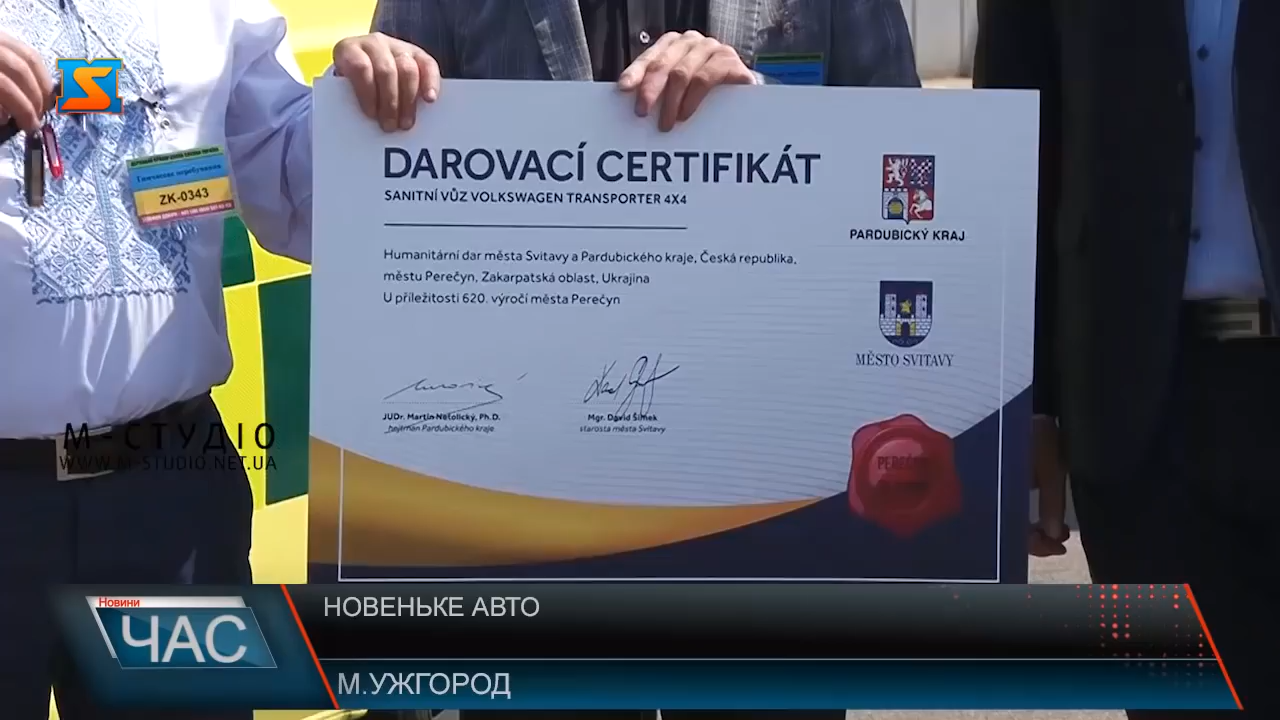 S
Тимчасове перебування
ZK-0343
DAROVACÍ CERTIFIKÁT
SANITNÍ VŮZ VOLKSWAGEN TRANSPORTER 4X4
Humanitární dar města Svitavy a Pardubického kraje, Česká republika,
městu Perečyn, Zakarpatská oblast, Ukrajina
U příležitosti 620. výročí města Perečyn
JUDr. Martin Netolický, Ph.D.
hejtman Pardubického kraje
Mgr. David Šimek
starosta města Svitavy
PARDUBICKÝ KRAJ
MĚSTO SVITAVY
М-СТУДІО
WWW.M-STUDIO.NET.UA
Новини
ЧАС
НОВЕНЬКЕ АВТО
М.УЖГОРОД